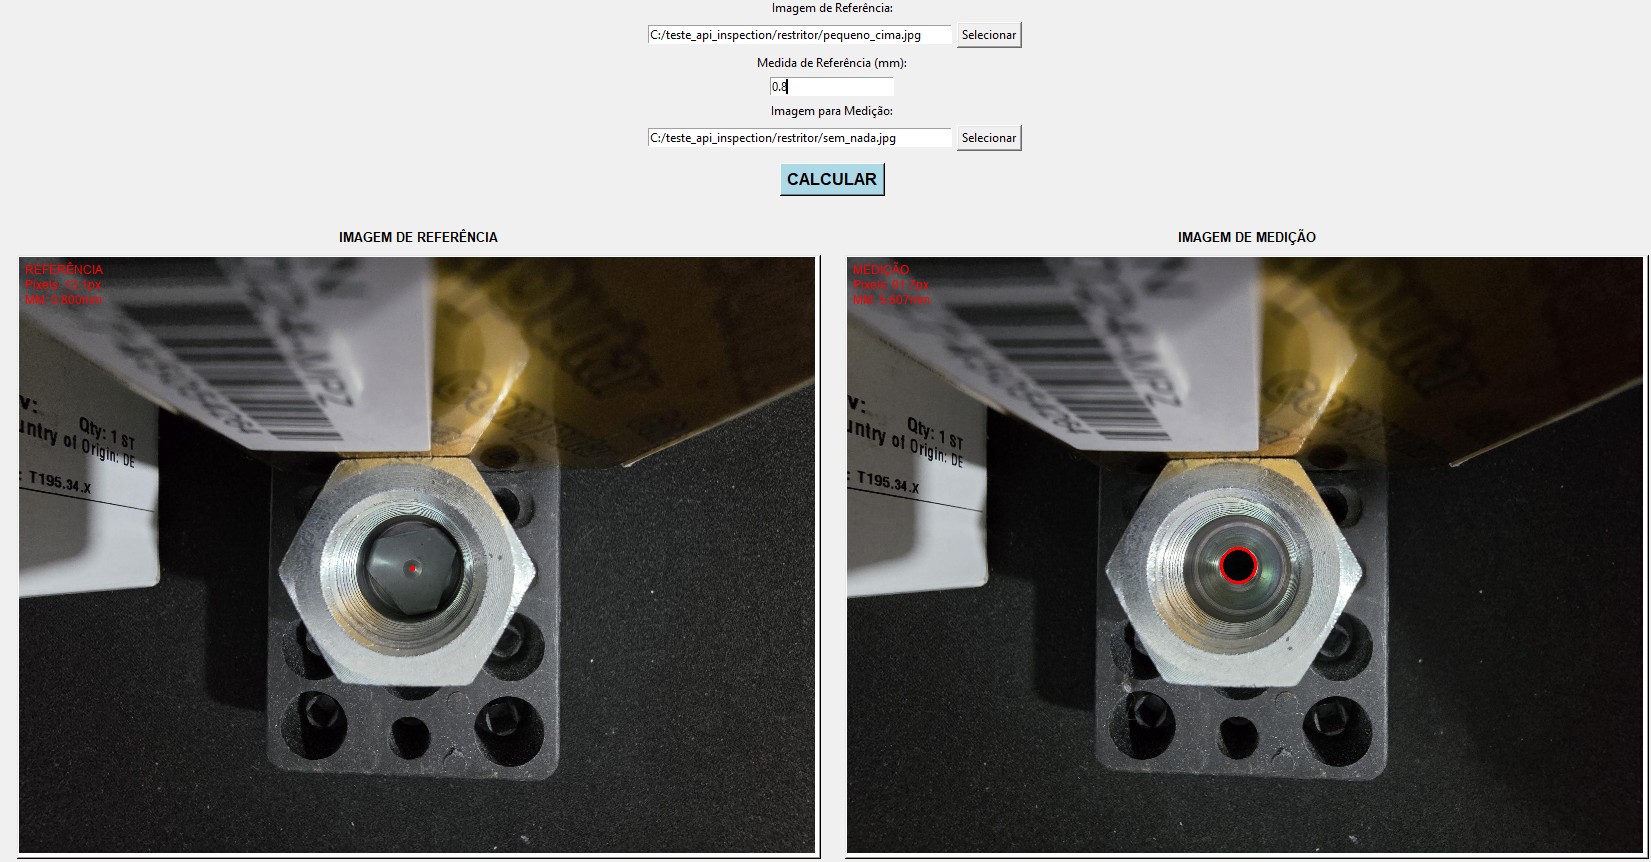 Imagem de Referência:
C:/teste_api_inspection/restritor/pequeno_cima.jpg Selecionar
Medida de Referência (mm):
0.8
Imagem para Medição:
C:/teste_api_inspection/restritor/sem_nada.jpg Selecionar
CALCULAR
IMAGEM DE REFERÊNCIA
REFERÊNCIA
Pixels: 13.1px
MM: 0.800mm
Qty: 1 ST
untry of Origin: DE
: T195.34.X
IMAGEM DE MEDIÇÃO
MEDIÇÃO
Pixels: 91.7px
MM: 5.607mm
Qty: 1 ST
untry of Origin: DE
: T195.34.X